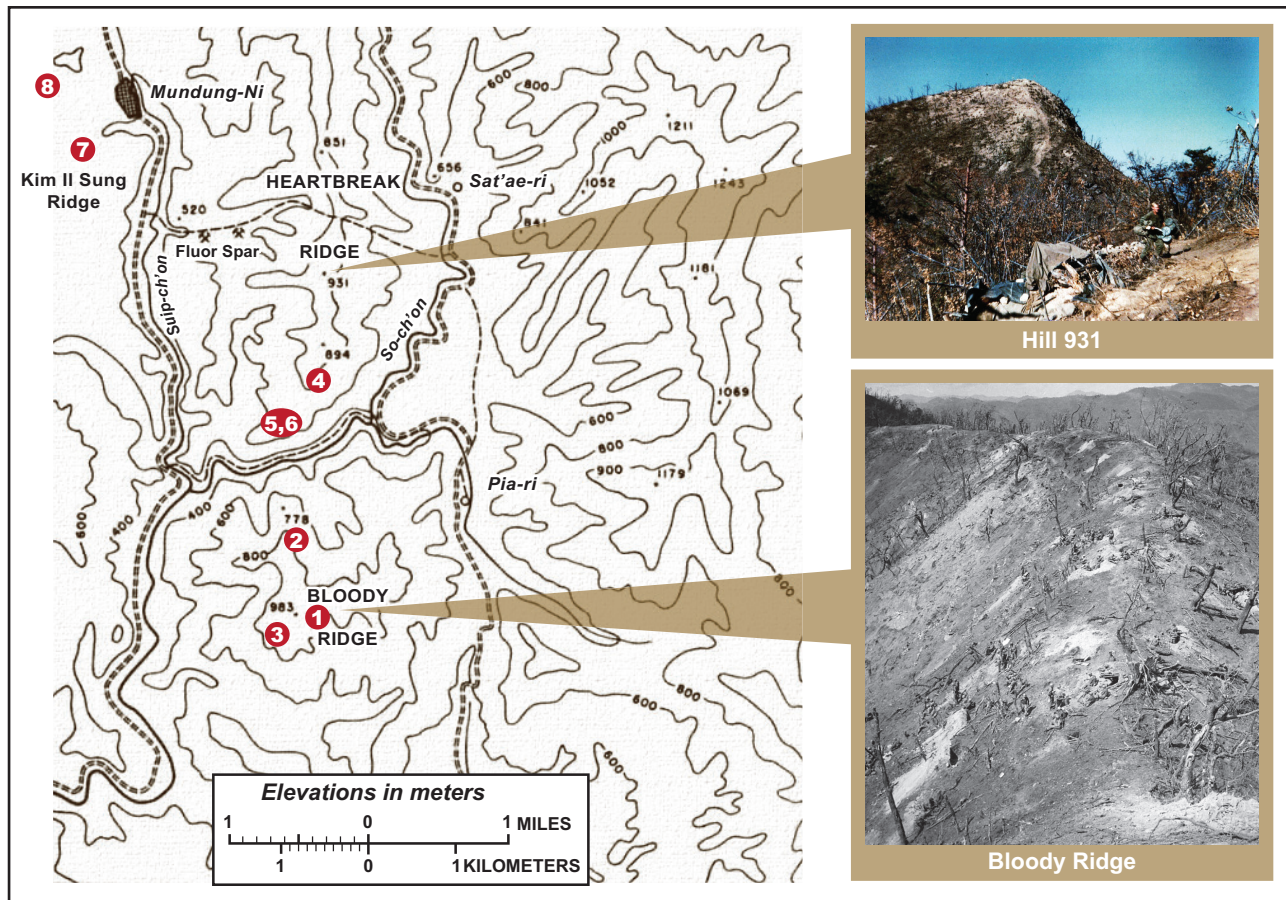 8
Mundung-Ni
7
Kim Il Sung
Ridge
851
HEARTBREAK
656
Sat'ae-ri
600
800
1000
1211
1052
1243
841
520
Fluor Spar
RIDGE
931
Suip-ch'on
So-ch'on
1181
894
4
5,6
1069
600
800
900
1179
Pia-ri
600
400
400
600
778
2
800
BLOODY
983
1
3
RIDGE
800
600
800
600
Elevations in meters
1 0 1 MILES
1 0 1 KILOMETERS
Hill 931
Bloody Ridge